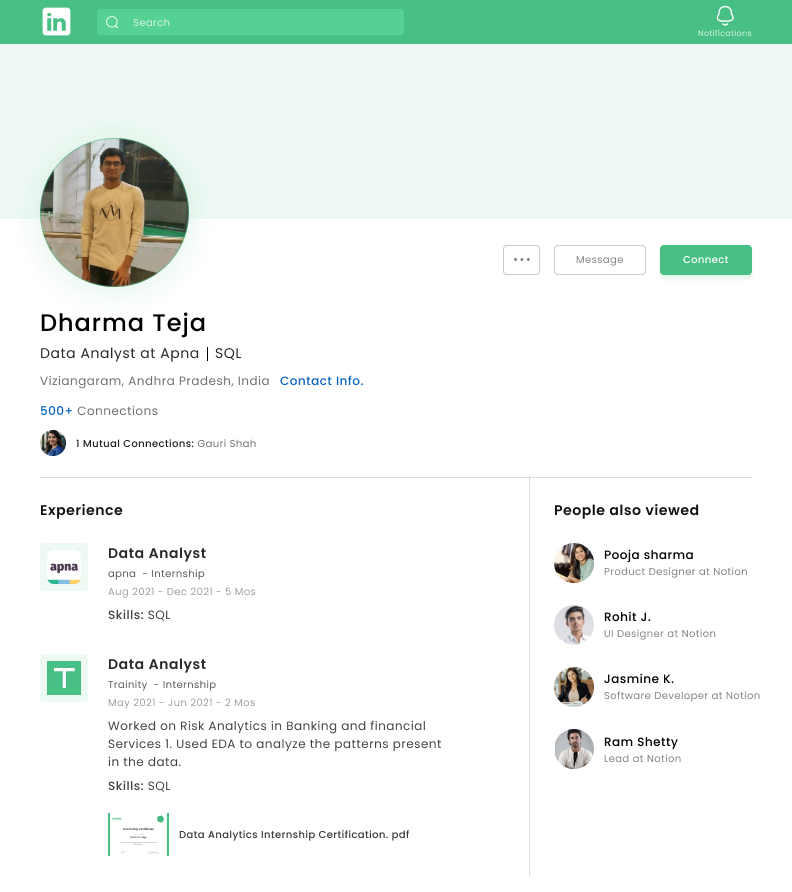 in
Search
Notifications
Message
Connect
Dharma Teja
Data Analyst at Apna | SQL
Viziangaram, Andhra Pradesh, India Contact Info.
500+ Connections
1 Mutual Connections: Gauri Shah
Experience
apna
Data Analyst
apna - Internship
Aug 2021 - Dec 2021 - 5 Mos
Skills: SQL
T
Data Analyst
Trainity - Internship
May 2021 - Jun 2021 - 2 Mos
Worked on Risk Analytics in Banking and financial
Services 1. Used EDA to analyze the patterns present
in the data.
Skills: SQL
Data Analytics Internship Certification. pdf
People also viewed
Pooja sharma
Product Designer at Notion
Rohit J.
UI Designer at Notion
Jasmine K.
Software Developer at Notion
Ram Shetty
Lead at Notion